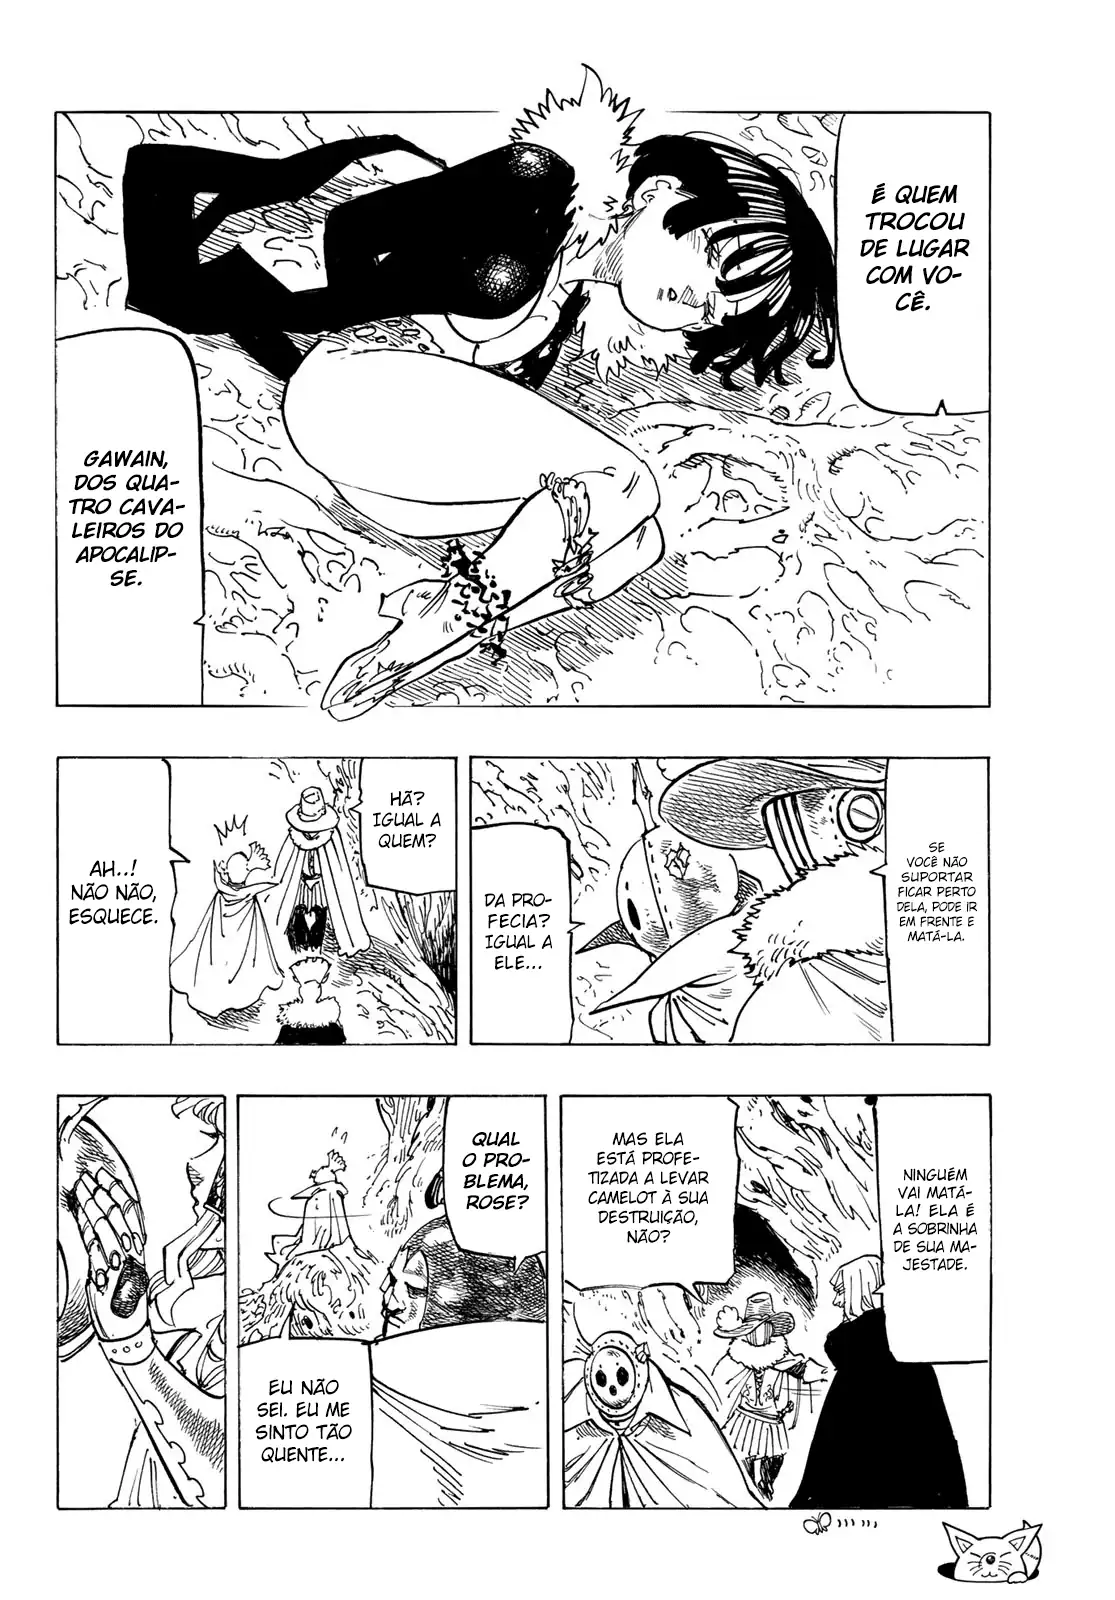 É QUEM
TROCOU
DE LUGAR
COM VO-
CÊ.
GAWAIN,
DOS QUA-
TRO CAVA-
LEIROS DO
APOCALIP-
SE.
SE
VOCÊ NÃO
SUPORTAR
FICAR PERTO
DELA, PODE IR
EM FRENTE E
MATÁ-LA.
DA PRO-
FECIA?
IGUAL A
ELE...
HÃ?
IGUAL A
QUEM?
AH..!
NÃO NÃO,
ESQUECE.
NINGUÉM
VAI MATÁ-
LA! ELA É
A SOBRINHA
DE SUA MA-
JESTADE.
MAS ELA
ESTÁ PROFE-
TIZADA A LEVAR
CAMELOT À SUA
DESTRUIÇÃO,
NÃO?
QUAL
O PRO-
BLEMA,
ROSE?
EU NÃO
SEI. EU ME
SINTO TÃO
QUENTE...